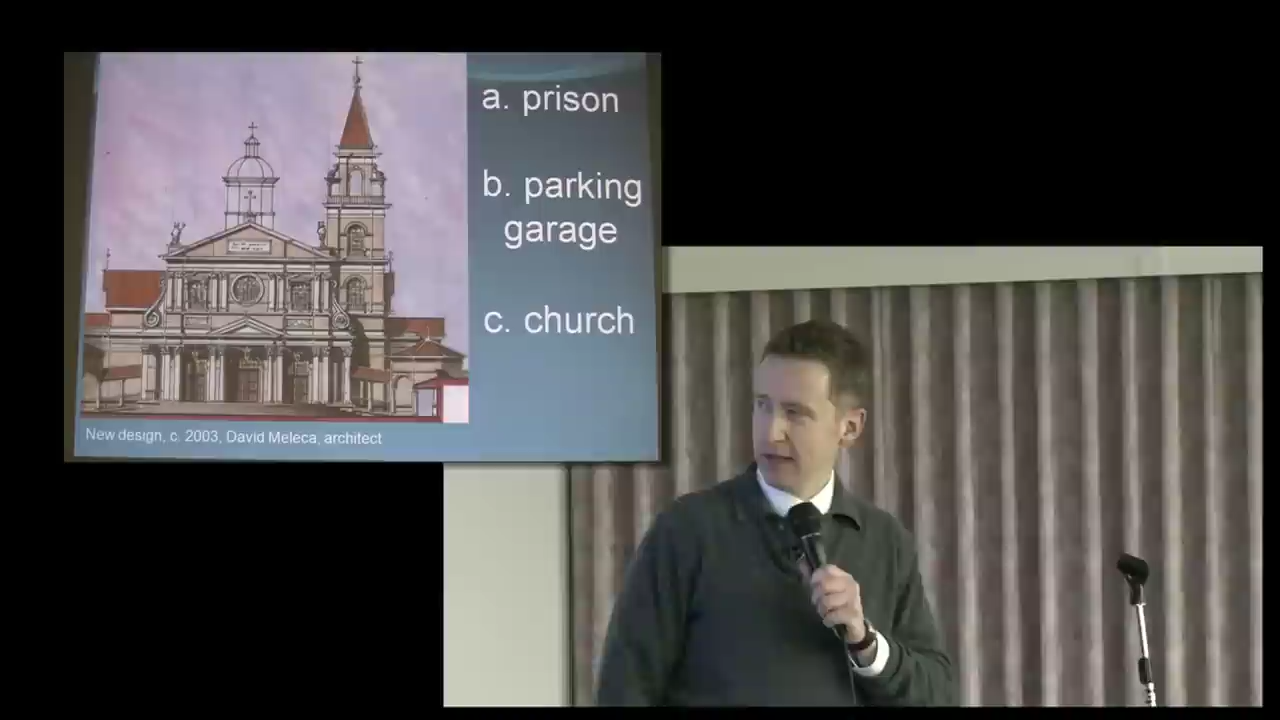 a. prison
b. parking
garage
c. church
New design, c. 2003, David Meleca, architect